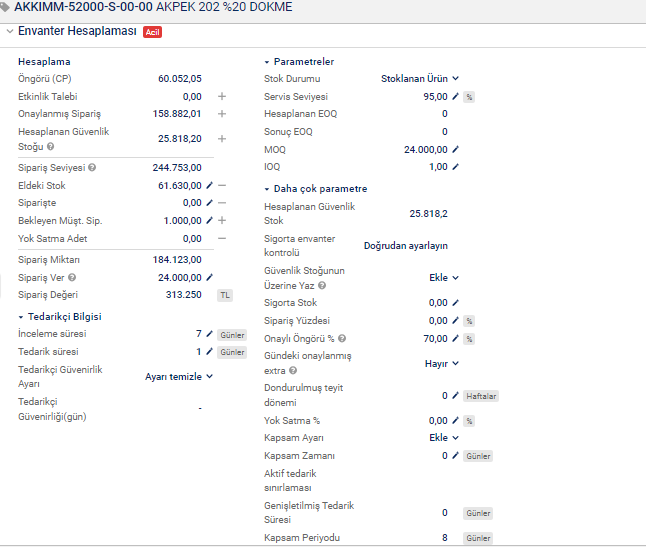 AKKIMM-52000-S-00-00 AKPEK 202 %20 DOKME
Envanter Hesaplaması Acil
Hesaplama
Öngörü (CP) 60.052,05
Etkinlik Talebi 0,00 +
Onaylanmış Sipariş 158.882,01 +
Hesaplanan Güvenlik
Stoğu 25.818,20 +
Sipariş Seviyesi 244.753,00
Eldeki Stok 61.630,00 −
Siparişte 0,00 −
Bekleyen Müşt. Sip. 1.000,00 +
Yok Satma Adet 0,00 −
Sipariş Miktarı 184.123,00
Sipariş Ver 24.000,00
Sipariş Değeri 313.250 TL
Tedarikçi Bilgisi
İnceleme süresi 7 Günler
Tedarik süresi 1 Günler
Tedarikçi Güvenirlik
Ayarı Ayarı temizle
Tedarikçi
Güvenirliği(gün) -
Parametreler
Stok Durumu Stoklanan Ürün
Servis Seviyesi 95,00 %
Hesaplanan EOQ 0
Sonuç EOQ 0
MOQ 24.000,00
IOQ 1,00
Daha çok parametre
Hesaplanan Güvenlik
Stok 25.818,2
Sigorta envanter
kontrolü Doğrudan ayarlayın
Güvenlik Stoğunun
Üzerine Yaz Ekle
Sigorta Stok 0,00
Sipariş Yüzdesi 0,00 %
Onaylı Öngörü % 70,00 %
Gündeki onaylanmış
extra Hayır
Dondurulmuş teyit
dönemi 0 Haftalar
Yok Satma % 0,00 %
Kapsam Ayarı Ekle
Kapsam Zamanı 0 Günler
Aktif tedarik
sınırlaması
Genişletilmiş Tedarik
Süresi 0 Günler
Kapsam Periyodu 8 Günler